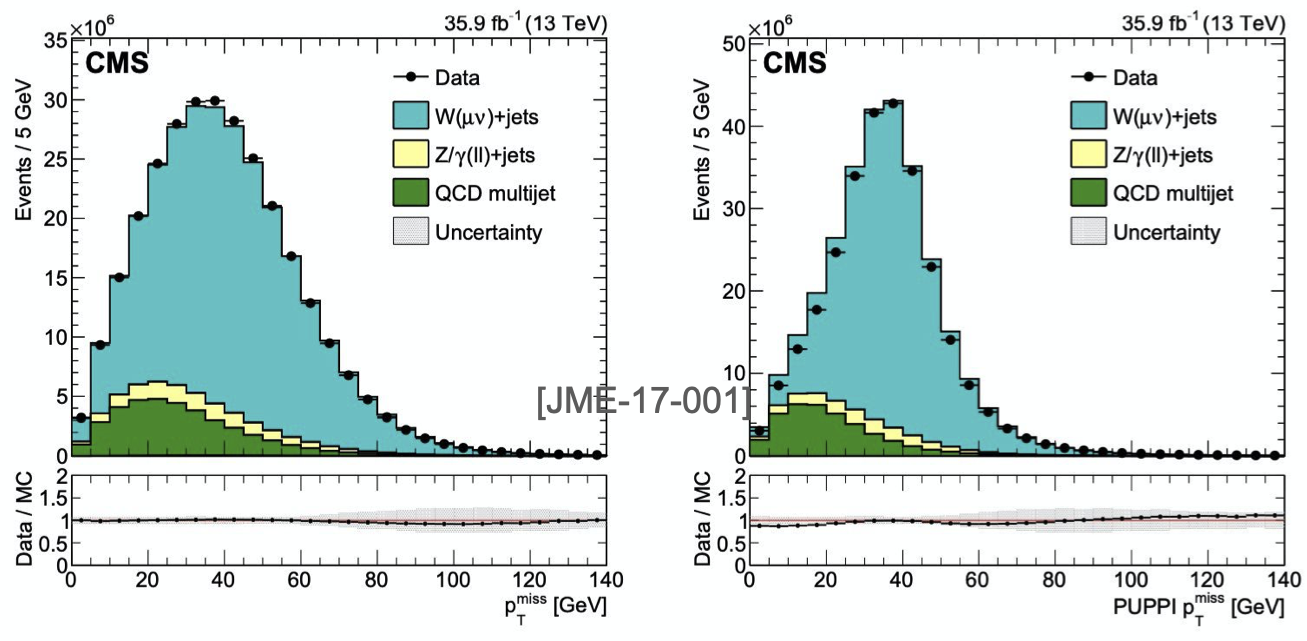 ×10⁶
35.9 fb⁻¹ (13 TeV)
CMS
Events / 5 GeV
35
30
25
20
15
10
5
0
Data
W(μν)+jets
Z/γ(ll)+jets
QCD multijet
Uncertainty
Data / MC
2
1.5
1
0.5
0
0 20 40 60 80 100 120 140
p_T^miss [GeV]
[JME-17-001]
×10⁶
35.9 fb⁻¹ (13 TeV)
CMS
Events / 5 GeV
50
40
30
20
10
0
Data
W(μν)+jets
Z/γ(ll)+jets
QCD multijet
Uncertainty
Data / MC
2
1.5
1
0.5
0
0 20 40 60 80 100 120 140
PUPPI p_T^miss [GeV]